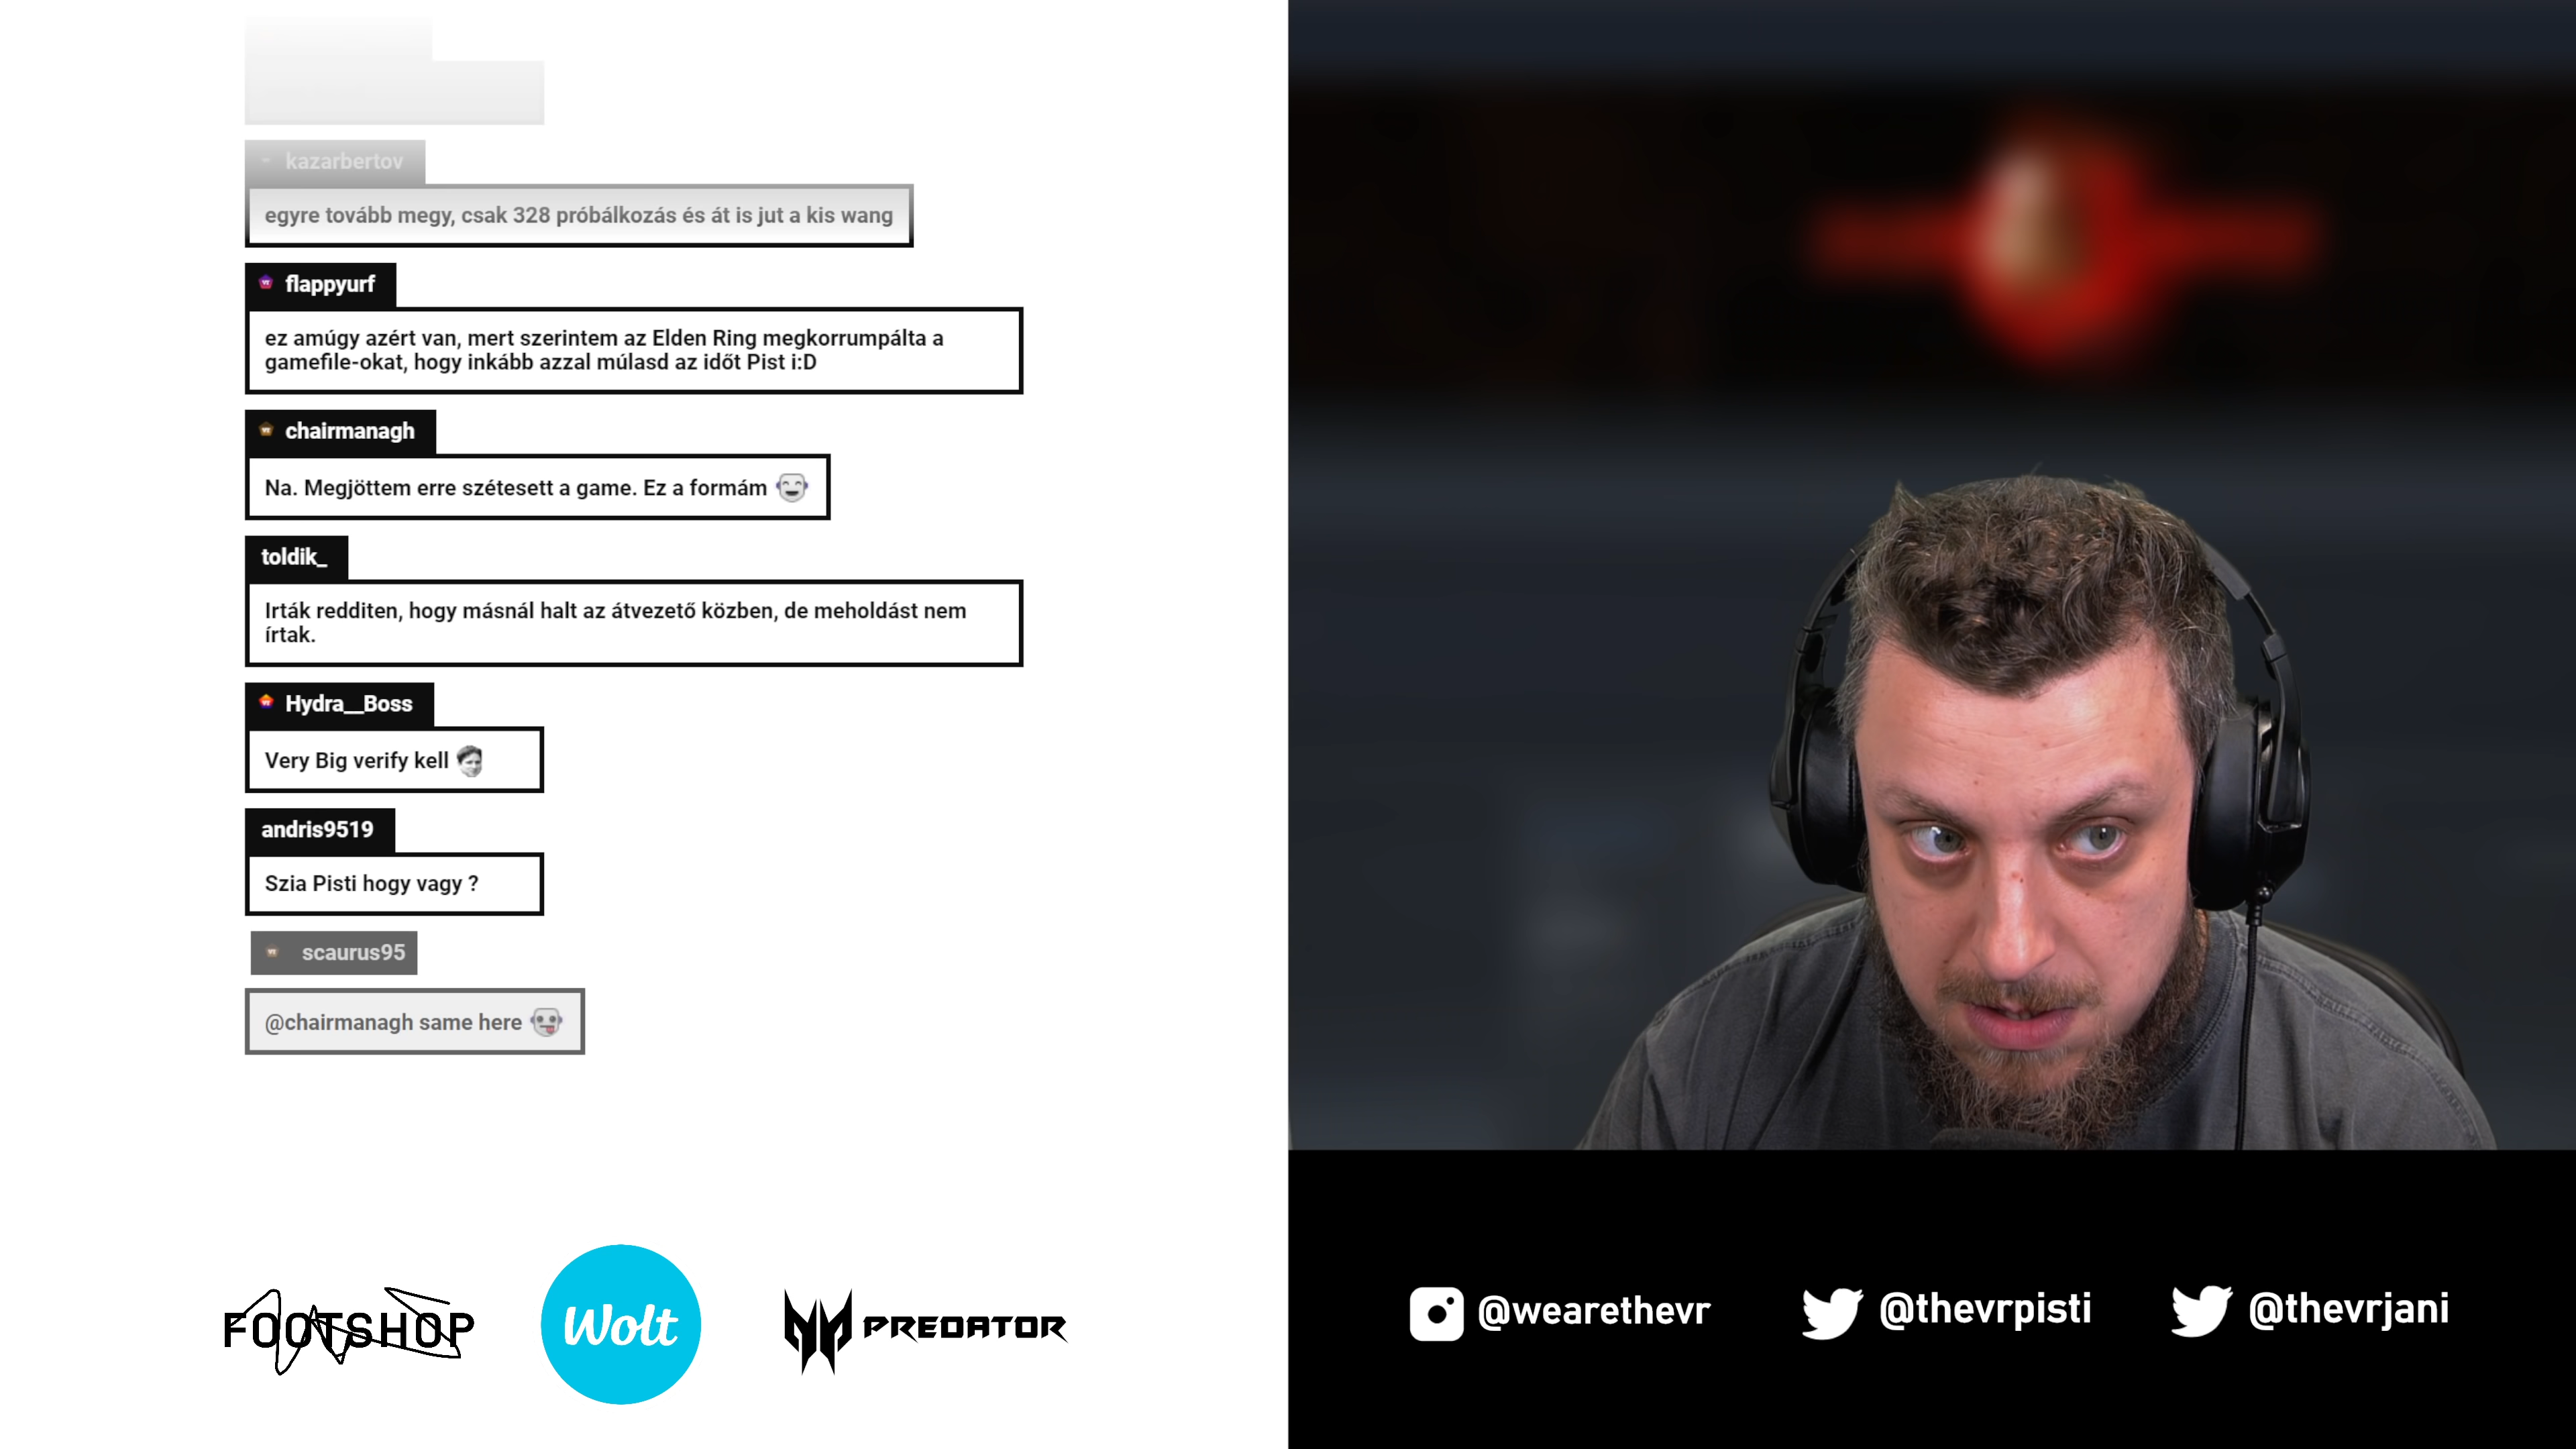 kazarbertov
egyre tovább megy, csak 328 próbálkozás és át is jut a kis wang
flappyurf
ez amúgy azért van, mert szerintem az Elden Ring megkorrumpálta a
gamefile-okat, hogy inkább azzal múlasd az időt Pist i:D
chairmanagh
Na. Megjöttem erre szétesett a game. Ez a formám
toldik_
Irták redditen, hogy másnál halt az átvezető közben, de meholdást nem
írtak.
Hydra__Boss
Very Big verify kell
andris9519
Szia Pisti hogy vagy ?
scaurus95
@chairmanagh same here
FOOTSHOP
Wolt
PREDATOR
@wearethevr
@thevrpisti
@thevrjani